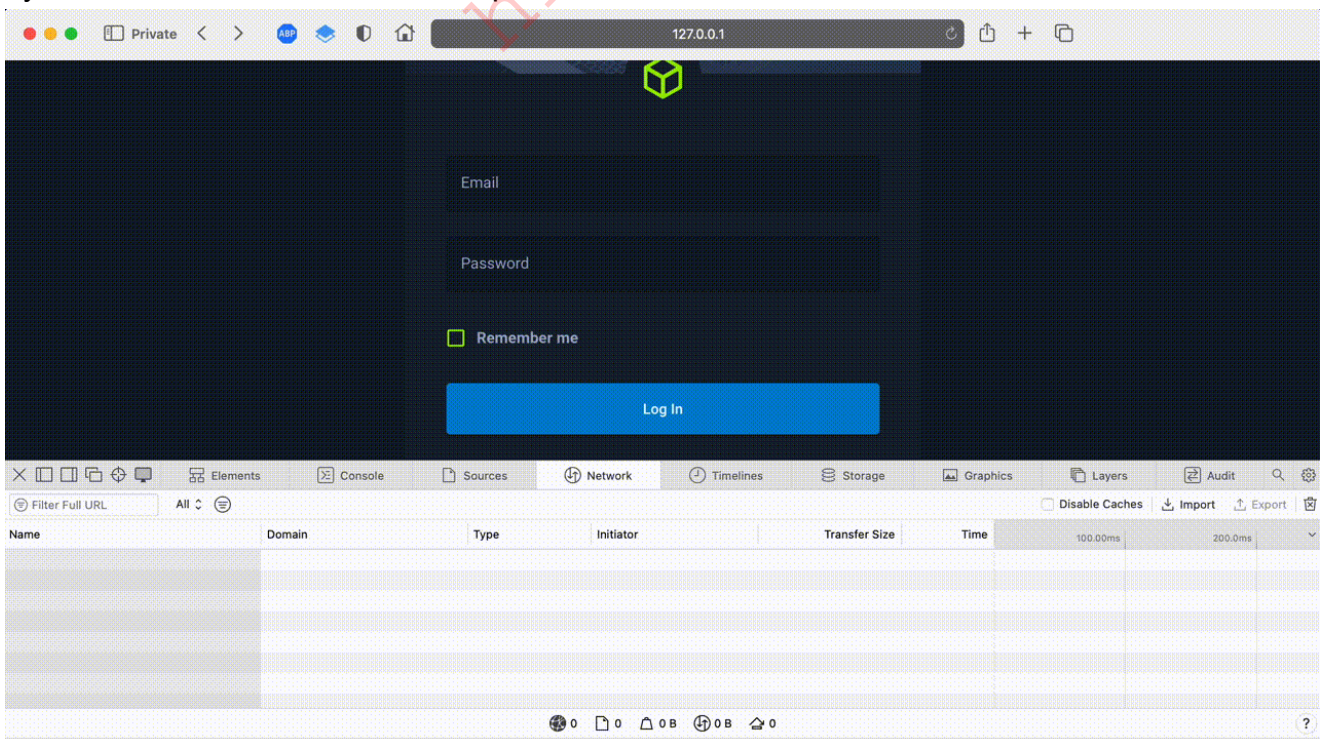 Private
ABP
127.0.0.1
Email
Password
Remember me
Log In
Elements Console Sources Network Timelines Storage Graphics Layers Audit
Filter Full URL All Disable Caches Import Export
Name Domain Type Initiator Transfer Size Time 100.00ms 200.0ms
0 0 0 B 0 B 0 ?